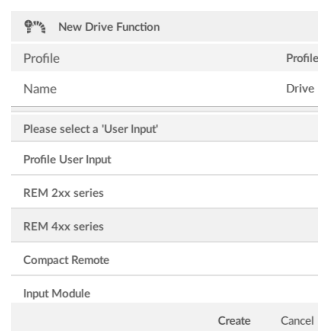 New Drive Function
Profile Profile
Name Drive
Please select a 'User Input'
Profile User Input
REM 2xx series
REM 4xx series
Compact Remote
Input Module
Create Cancel